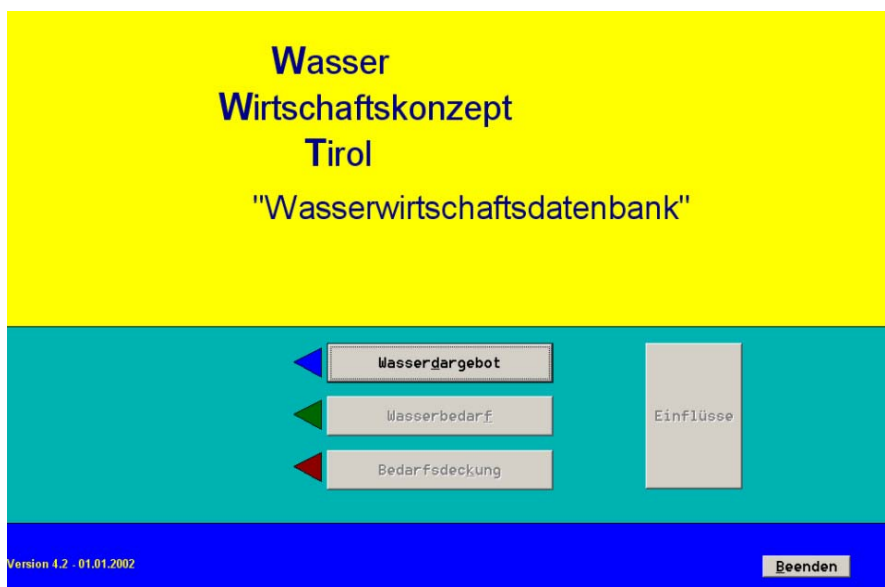 Wasser
Wirtschaftskonzept
Tirol
"Wasserwirtschaftsdatenbank"
Wasserdargebot
Wasserbedarf
Einflüsse
Bedarfsdeckung
Version 4.2 - 01.01.2002
Beenden